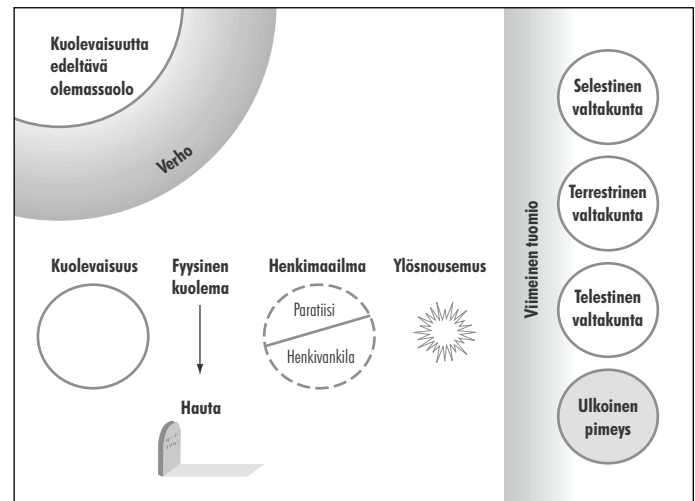 Kuolevaisuutta
edeltävä
olemassaolo
Verho
Kuolevaisuus
Fyysinen
kuolema
Hauta
Henkimaailma
Paratiisi
Henkivankila
Ylösnousemus
Viimeinen tuomio
Selestinen
valtakunta
Terrestrinen
valtakunta
Telestinen
valtakunta
Ulkoinen
pimeys